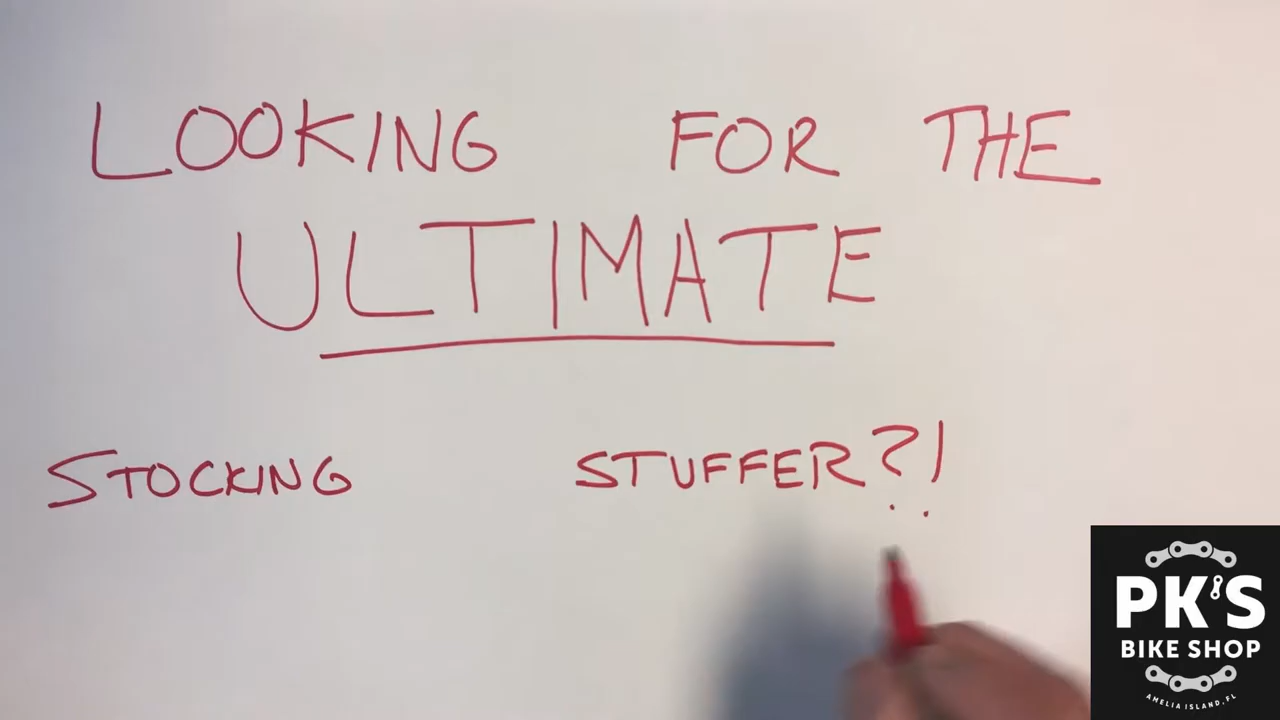 LOOKING FOR THE
ULTIMATE
STOCKING STUFFER?!
PK'S
BIKE SHOP
AMELIA ISLAND, FL